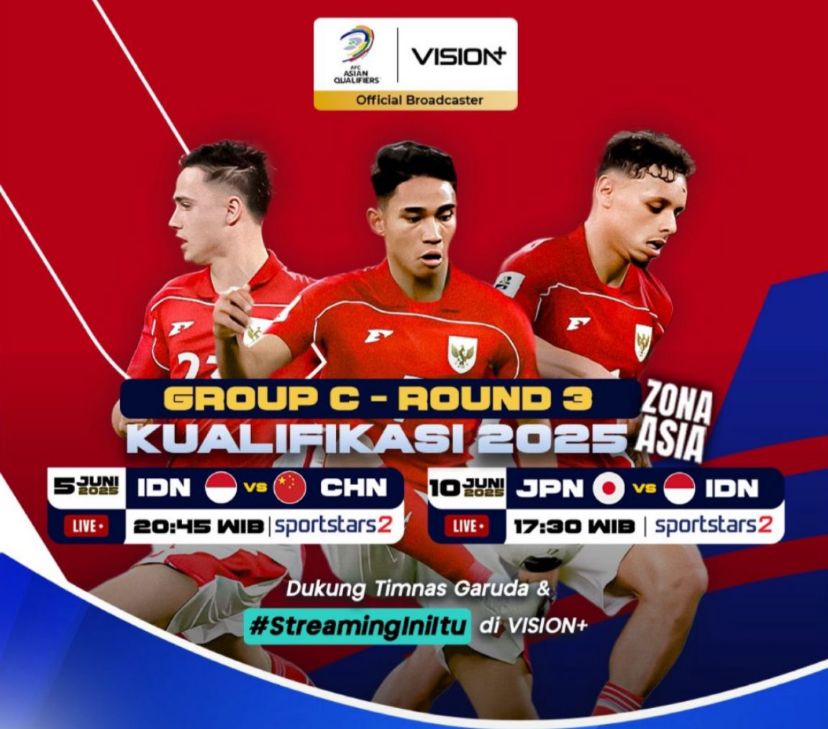 AFC
ASIAN
QUALIFIERS
VISION+
Official Broadcaster
GROUP C - ROUND 3
KUALIFIKASI 2025
ZONA
ASIA
5 JUNI 2025 IDN vs CHN
LIVE 20:45 WIB | sportstars2
10 JUNI 2025 JPN vs IDN
LIVE 17:30 WIB | sportstars2
Dukung Timnas Garuda &
#StreamingIniItu di VISION+